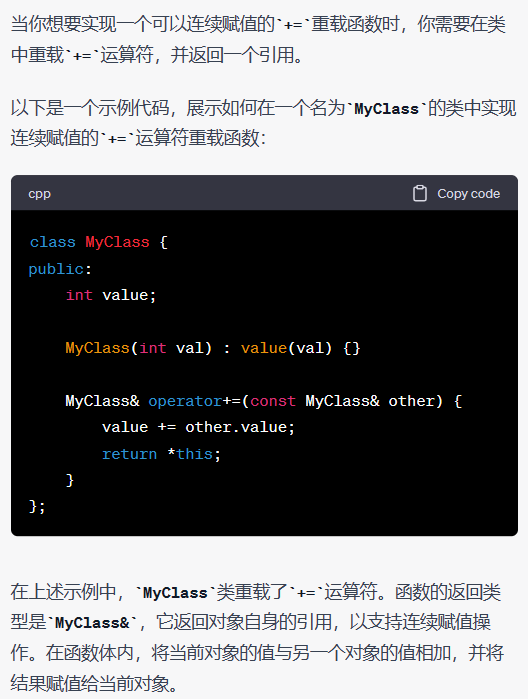 当你想要实现一个可以连续赋值的`+=`重载函数时，你需要在类
中重载`+=`运算符，并返回一个引用。
以下是一个示例代码，展示如何在一个名为`MyClass`的类中实现
连续赋值的`+=`运算符重载函数：
cpp Copy code
class MyClass {
public:
    int value;
    MyClass(int val) : value(val) {}
    MyClass& operator+=(const MyClass& other) {
        value += other.value;
        return *this;
    }
};
在上述示例中，`MyClass`类重载了`+=`运算符。函数的返回类
型是`MyClass&`，它返回对象自身的引用，以支持连续赋值操
作。在函数体内，将当前对象的值与另一个对象的值相加，并将
结果赋值给当前对象。